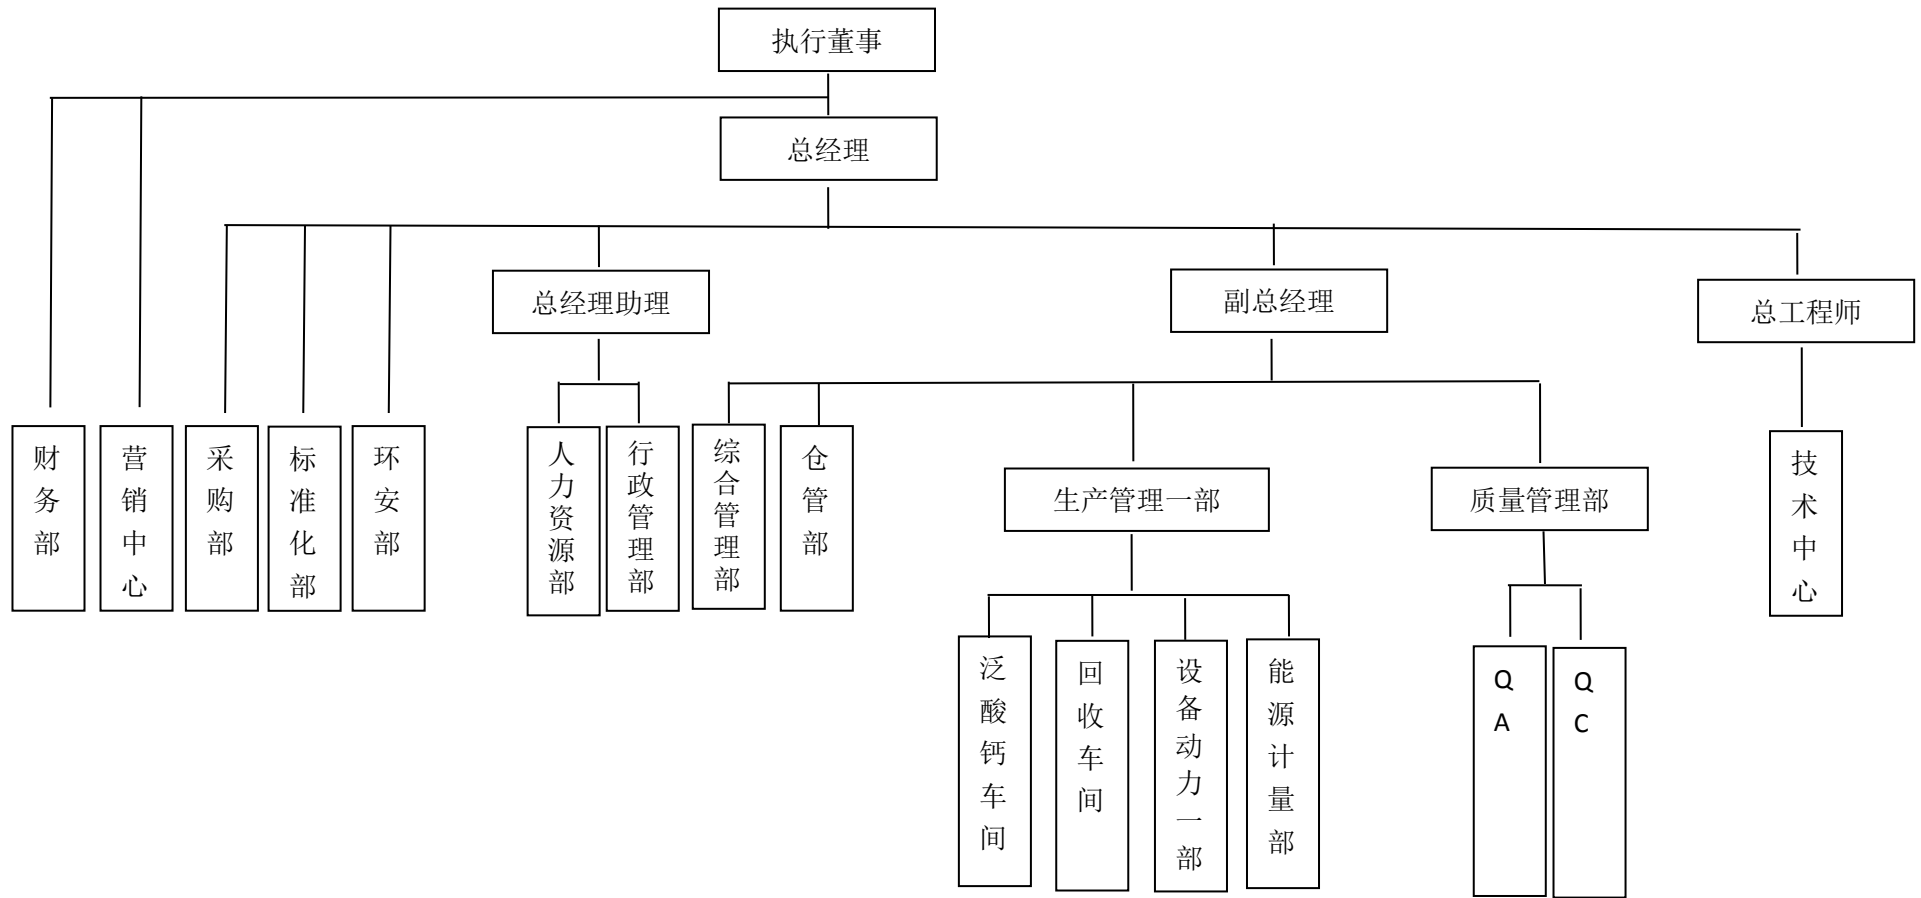 执行董事
总经理
总经理助理
副总经理
总工程师
财务部
营销中心
采购部
标准化部
环安部
人力资源部
行政管理部
综合管理部
仓管部
生产管理一部
质量管理部
技术中心
泛酸钙车间
回收车间
设备动力一部
能源计量部
QA
QC